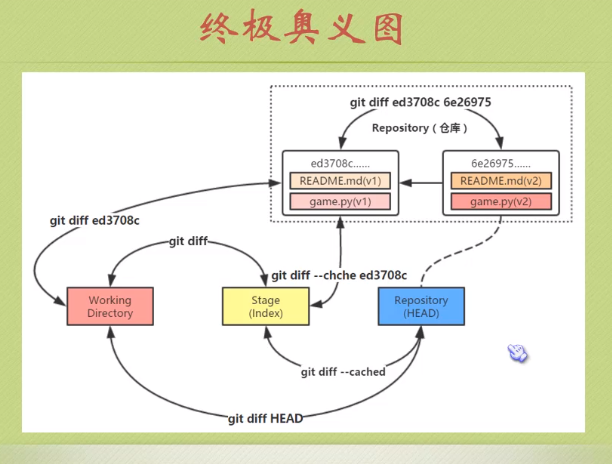 终极奥义图
git diff ed3708c 6e26975
Repository（仓库）
ed3708c......
README.md(v1)
game.py(v1)
6e26975......
README.md(v2)
game.py(v2)
git diff ed3708c
git diff
git diff --chche ed3708c
Working
Directory
Stage
(Index)
Repository
(HEAD)
git diff --cached
git diff HEAD